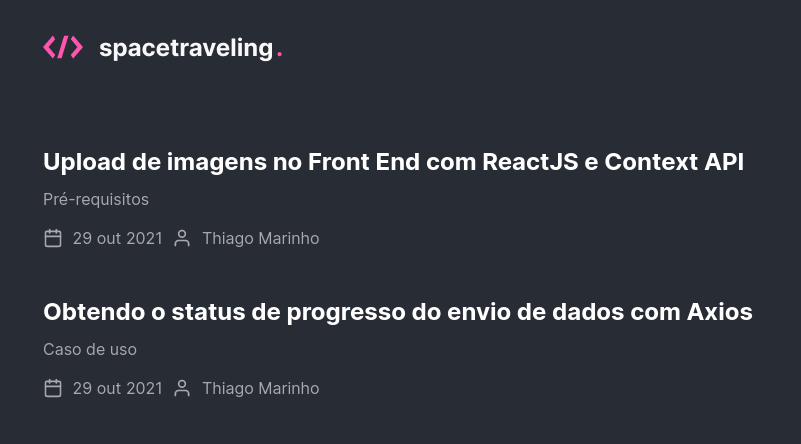 </> spacetraveling.
Upload de imagens no Front End com ReactJS e Context API
Pré-requisitos
29 out 2021 Thiago Marinho
Obtendo o status de progresso do envio de dados com Axios
Caso de uso
29 out 2021 Thiago Marinho